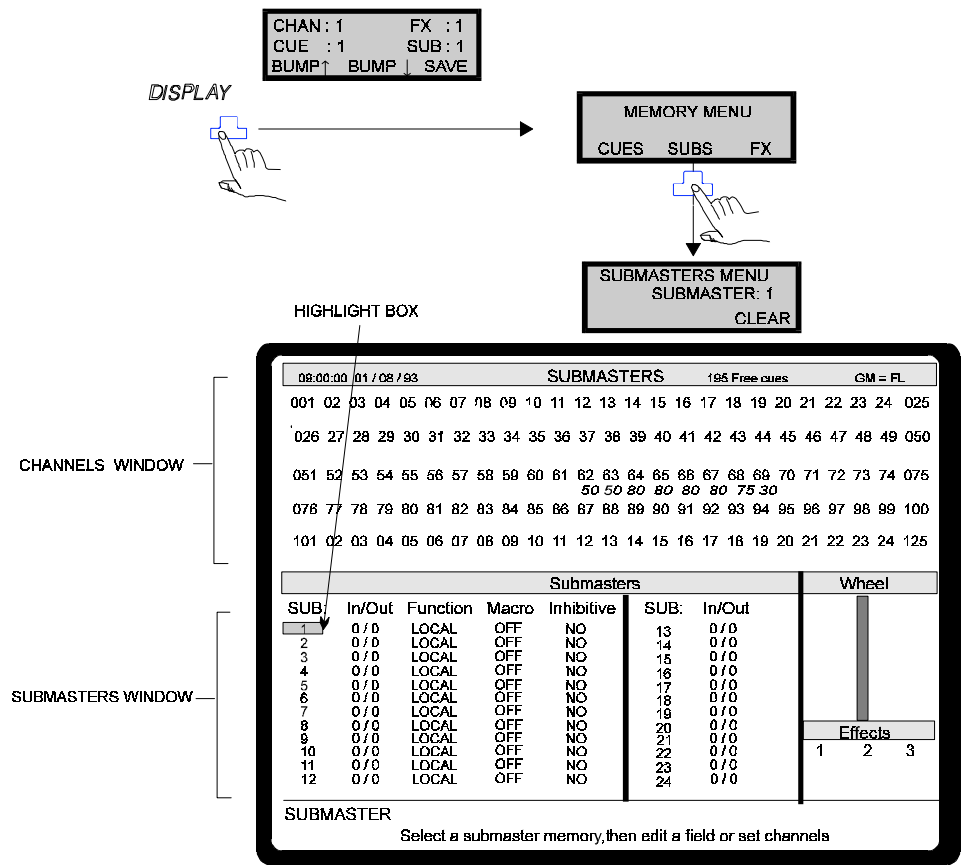 CHAN: 1 FX : 1
CUE : 1 SUB: 1
BUMP↑ BUMP ↓ SAVE
DISPLAY
MEMORY MENU
CUES SUBS FX
SUBMASTERS MENU
SUBMASTER: 1
CLEAR
HIGHLIGHT BOX
CHANNELS WINDOW
SUBMASTERS WINDOW
09:00:00 01 / 08 / 93 SUBMASTERS 195 Free cues GM = FL
001 02 03 04 05 06 07 08 09 10 11 12 13 14 15 16 17 18 19 20 21 22 23 24 025
026 27 28 29 30 31 32 33 34 35 36 37 38 39 40 41 42 43 44 45 46 47 48 49 050
051 52 53 54 55 56 57 58 59 60 61 62 63 64 65 66 67 68 69 70 71 72 73 74 075
50 50 80 80 80 80 75 30
076 77 78 79 80 81 82 83 84 85 86 87 88 89 90 91 92 93 94 95 96 97 98 99 100
101 02 03 04 05 06 07 08 09 10 11 12 13 14 15 16 17 18 19 20 21 22 23 24 125
Submasters Wheel
SUB: In/Out Function Macro Inhibitive SUB: In/Out
1 0 / 0 LOCAL OFF NO 13 0 / 0
2 0 / 0 LOCAL OFF NO 14 0 / 0
3 0 / 0 LOCAL OFF NO 15 0 / 0
4 0 / 0 LOCAL OFF NO 16 0 / 0
5 0 / 0 LOCAL OFF NO 17 0 / 0
6 0 / 0 LOCAL OFF NO 18 0 / 0
7 0 / 0 LOCAL OFF NO 19 0 / 0
8 0 / 0 LOCAL OFF NO 20 0 / 0
9 0 / 0 LOCAL OFF NO 21 0 / 0
10 0 / 0 LOCAL OFF NO 22 0 / 0
11 0 / 0 LOCAL OFF NO 23 0 / 0
12 0 / 0 LOCAL OFF NO 24 0 / 0
Effects
1 2 3
SUBMASTER
Select a submaster memory,then edit a field or set channels